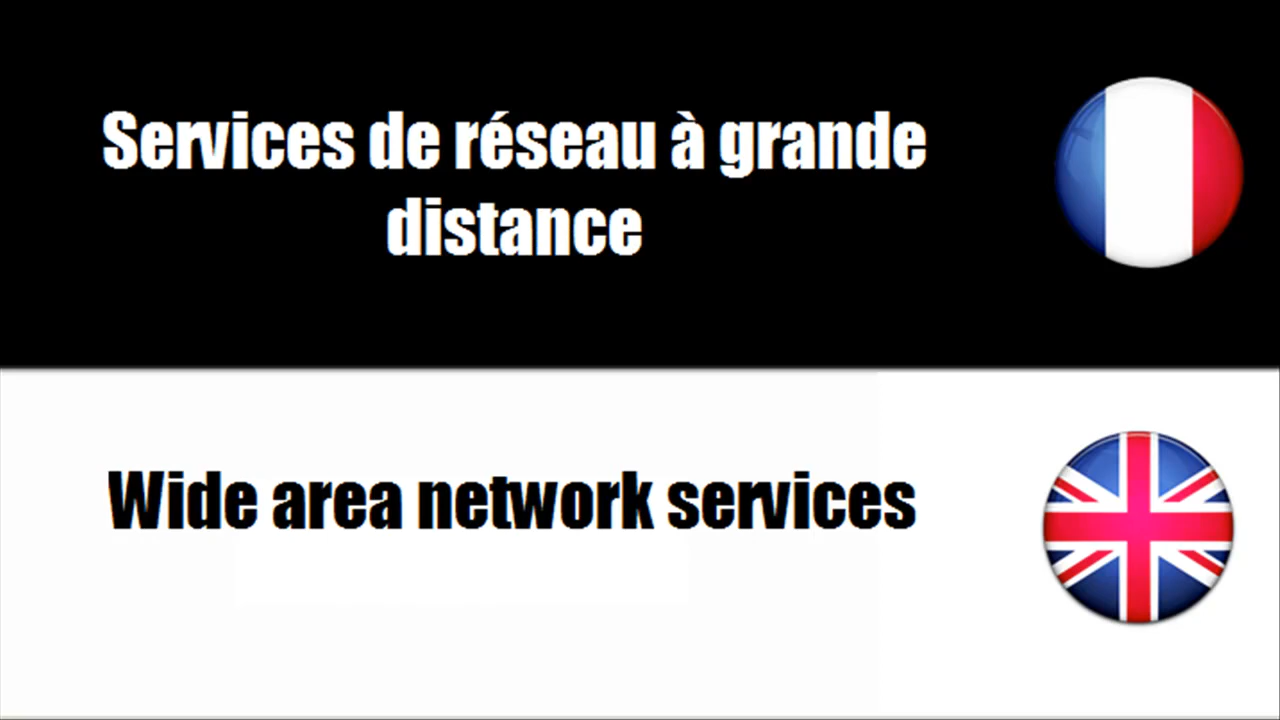 Services de réseau à grande
distance
Wide area network services